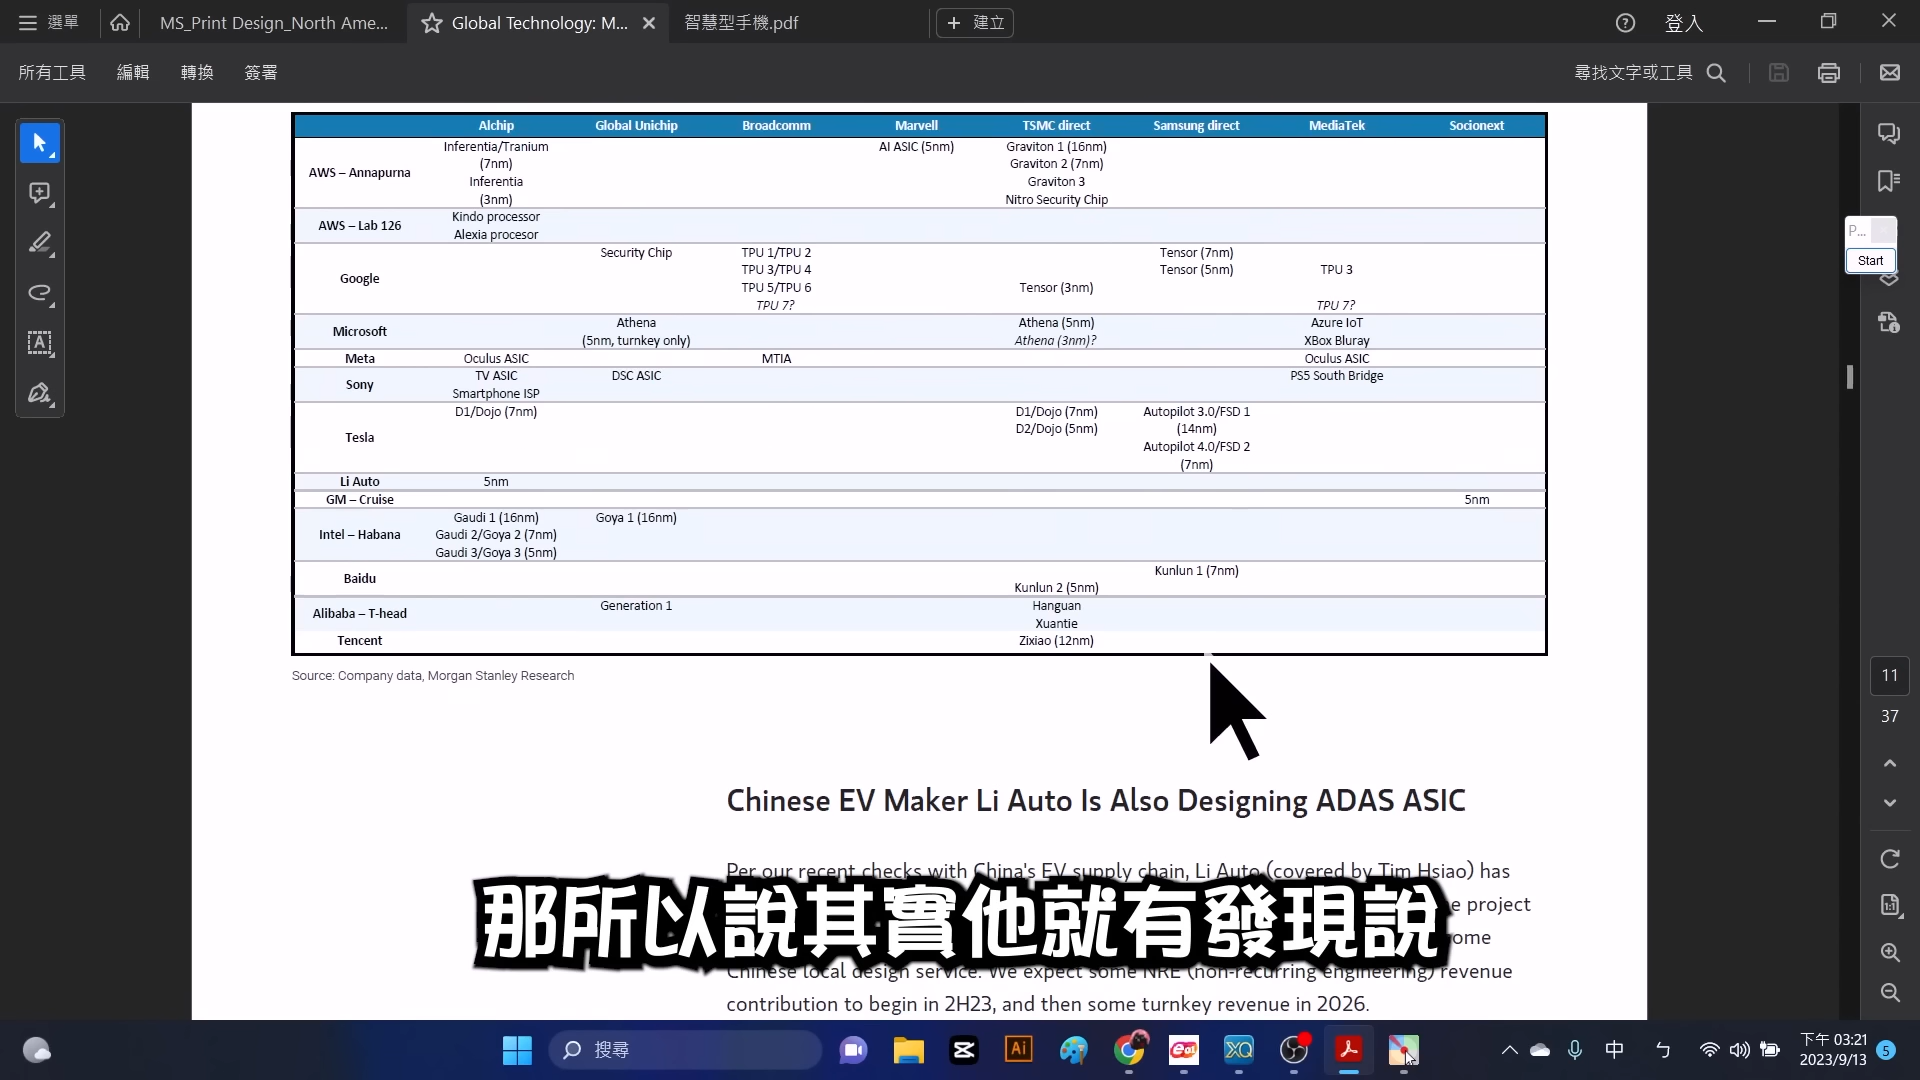 選單
MS_Print Design_North Ame...
Global Technology: M...
智慧型手機.pdf
建立
登入
所有工具
編輯
轉換
簽署
尋找文字或工具
Alchip Global Unichip Broadcomm Marvell TSMC direct Samsung direct MediaTek Socionext
AWS – Annapurna
Inferentia/Tranium
(7nm)
Inferentia
(3nm)
AI ASIC (5nm)
Graviton 1 (16nm)
Graviton 2 (7nm)
Graviton 3
Nitro Security Chip
AWS – Lab 126
Kindo processor
Alexia procesor
Google
Security Chip
TPU 1/TPU 2
TPU 3/TPU 4
TPU 5/TPU 6
TPU 7?
Tensor (3nm)
Tensor (7nm)
Tensor (5nm)
TPU 3
TPU 7?
Microsoft
Athena
(5nm, turnkey only)
Athena (5nm)
Athena (3nm)?
Azure IoT
XBox Bluray
Meta
Oculus ASIC
MTIA
Oculus ASIC
Sony
TV ASIC
Smartphone ISP
DSC ASIC
PS5 South Bridge
Tesla
D1/Dojo (7nm)
D1/Dojo (7nm)
D2/Dojo (5nm)
Autopilot 3.0/FSD 1
(14nm)
Autopilot 4.0/FSD 2
(7nm)
Li Auto
5nm
GM – Cruise
5nm
Intel – Habana
Gaudi 1 (16nm)
Gaudi 2/Goya 2 (7nm)
Gaudi 3/Goya 3 (5nm)
Goya 1 (16nm)
Baidu
Kunlun 2 (5nm)
Kunlun 1 (7nm)
Alibaba – T-head
Generation 1
Hanguan
Xuantie
Tencent
Zixiao (12nm)
Source: Company data, Morgan Stanley Research
Chinese EV Maker Li Auto Is Also Designing ADAS ASIC
Per our recent checks with China's EV supply chain, Li Auto (covered by Tim Hsiao) has
e project
ome
Chinese local design service. We expect some NRE (non-recurring engineering) revenue
contribution to begin in 2H23, and then some turnkey revenue in 2026.
那所以說其實他就有發現說
P...
Start
11
37
1:1
搜尋
Ai
e01
XQ
中
ㄅ
下午 03:21
2023/9/13
5